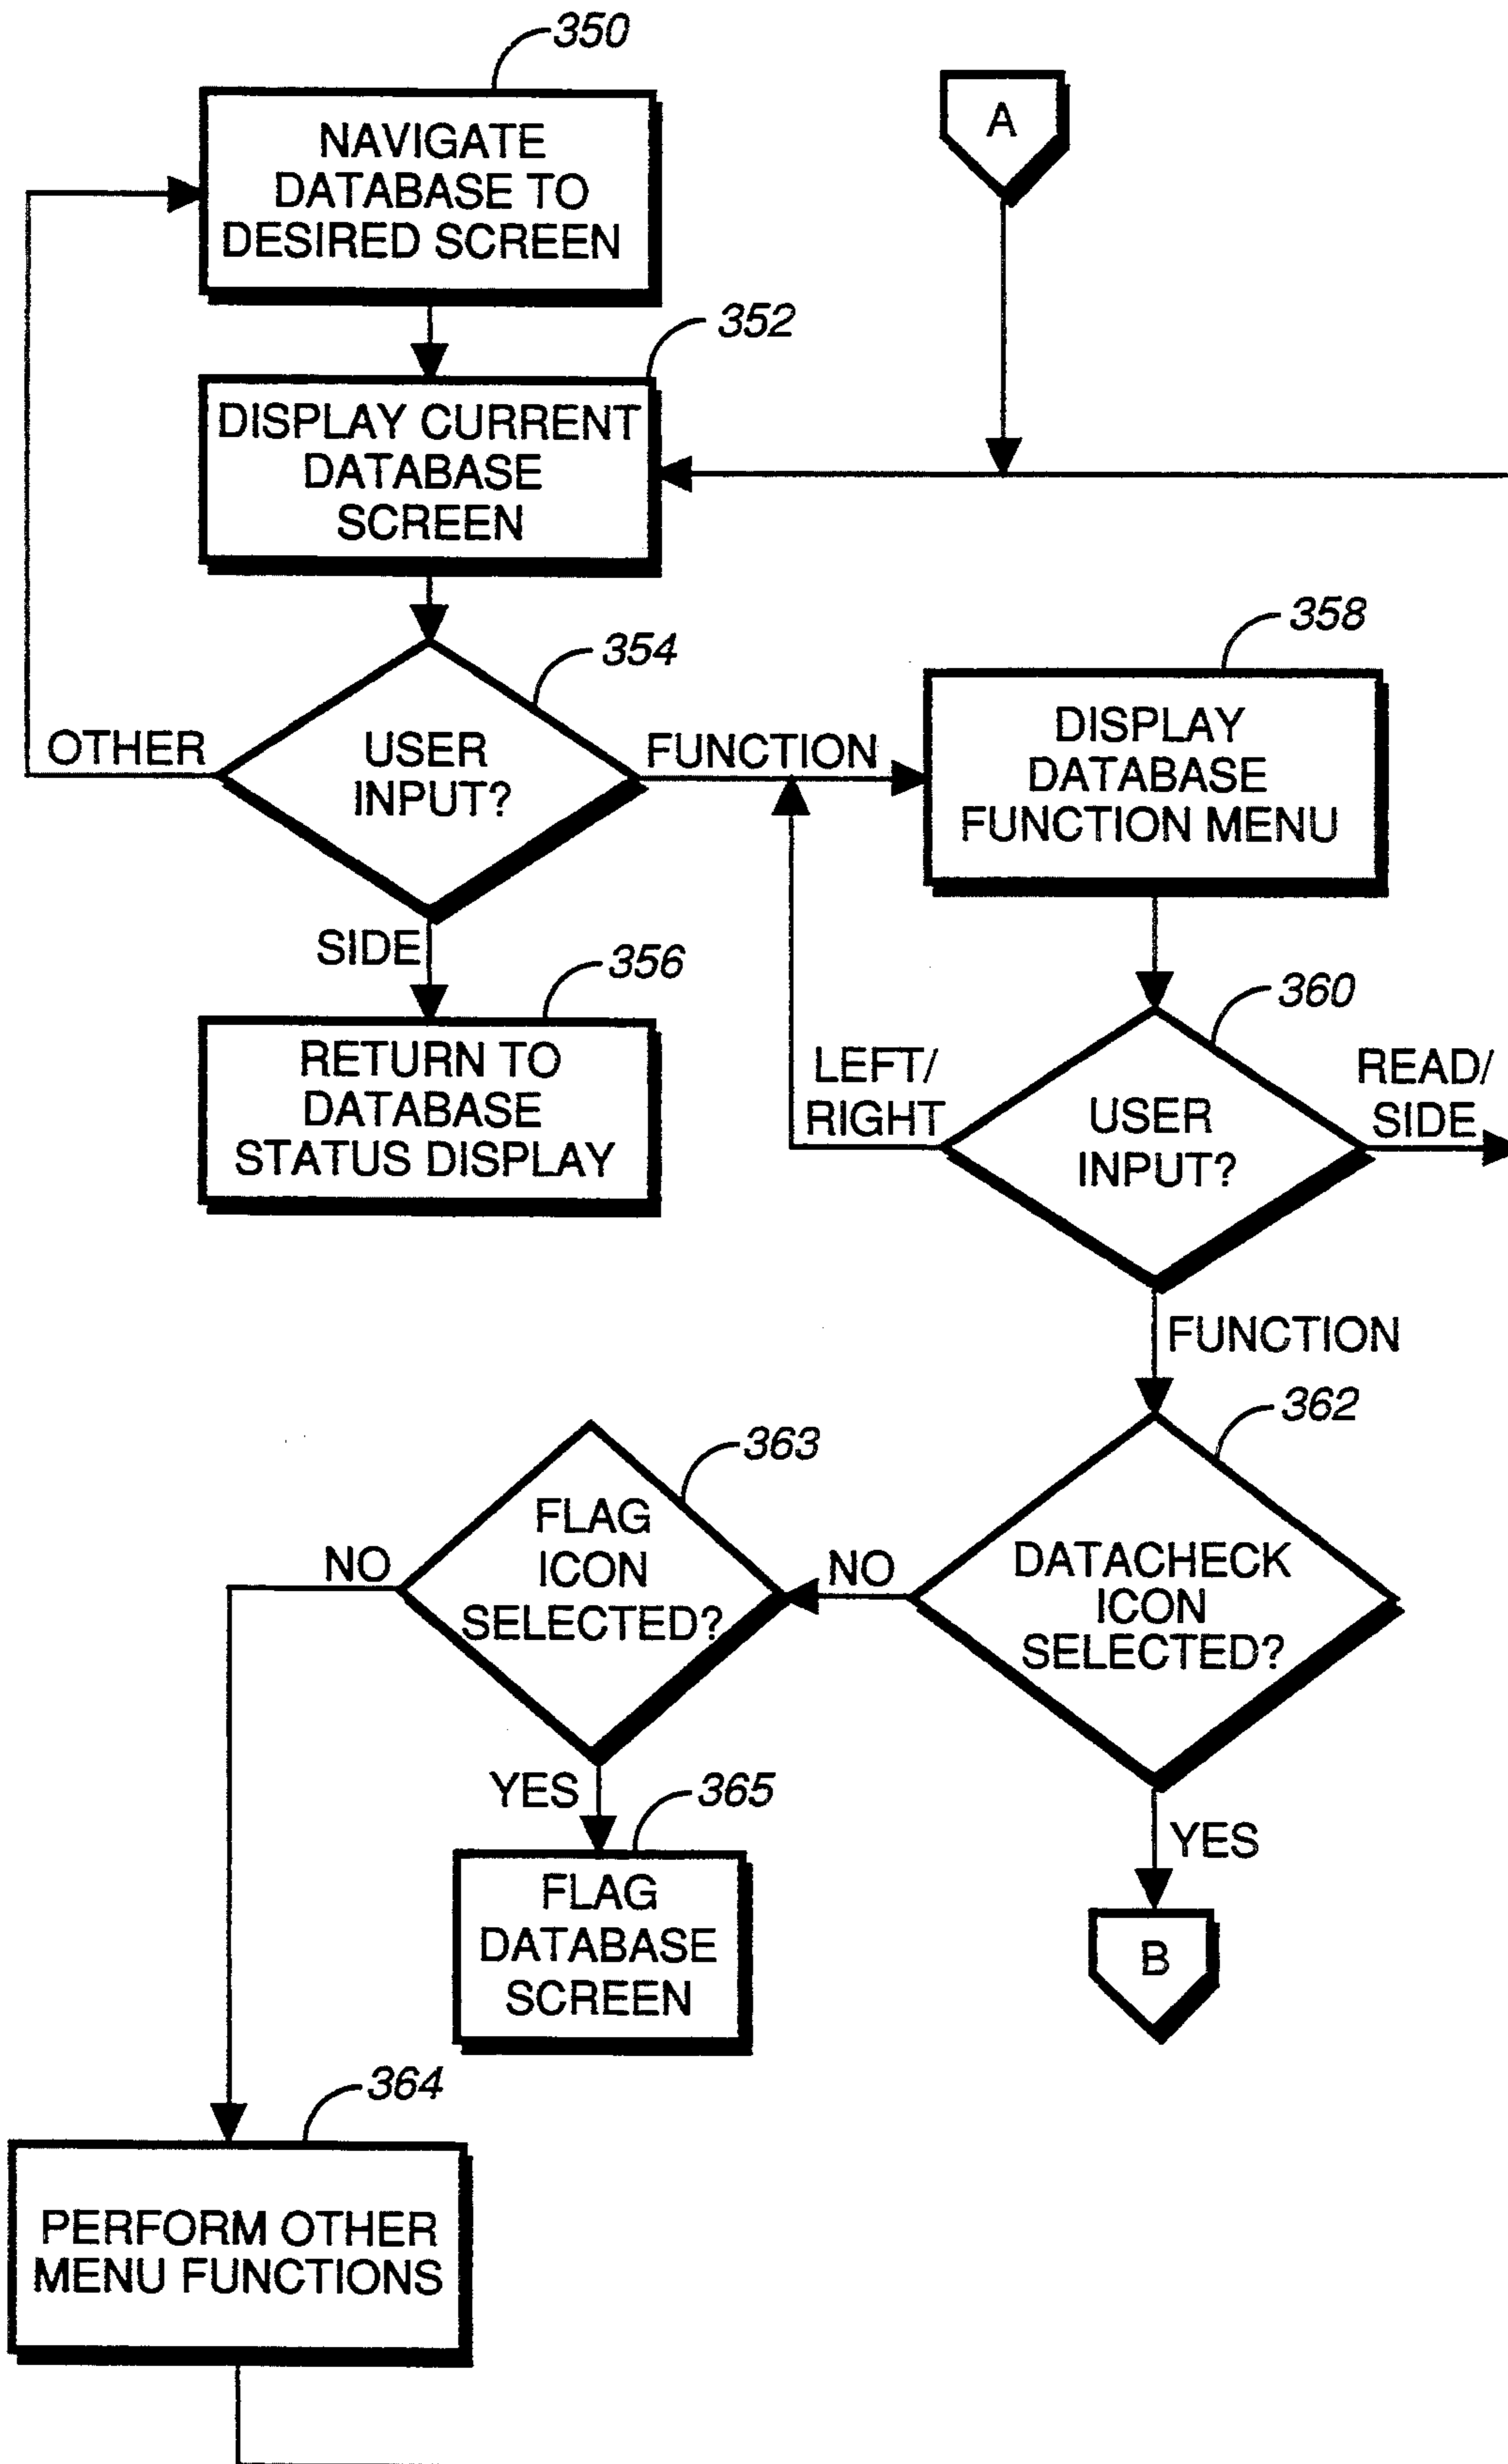 350
NAVIGATE
DATABASE TO
DESIRED SCREEN
A
352
DISPLAY CURRENT
DATABASE
SCREEN
354
USER
INPUT?
OTHER
FUNCTION
SIDE
356
RETURN TO
DATABASE
STATUS DISPLAY
358
DISPLAY
DATABASE
FUNCTION MENU
360
USER
INPUT?
LEFT/
RIGHT
READ/
SIDE
FUNCTION
362
DATACHECK
ICON
SELECTED?
NO
YES
B
363
FLAG
ICON
SELECTED?
NO
YES
365
FLAG
DATABASE
SCREEN
364
PERFORM OTHER
MENU FUNCTIONS